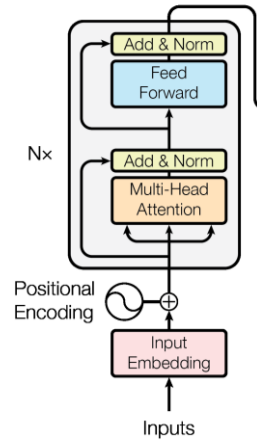 Add & Norm
Feed
Forward
N×
Add & Norm
Multi-Head
Attention
Positional
Encoding
Input
Embedding
Inputs